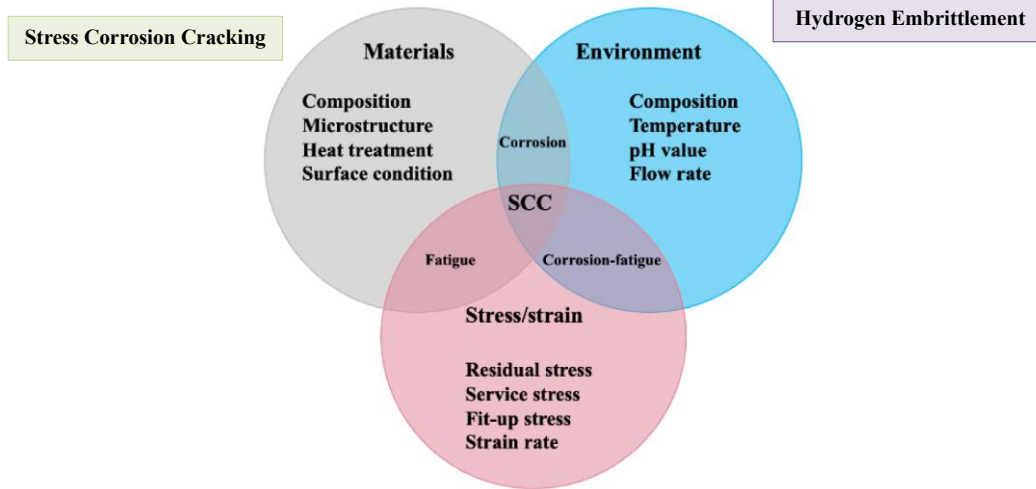 Stress Corrosion Cracking
Hydrogen Embrittlement
Materials
Composition
Microstructure
Heat treatment
Surface condition
Environment
Composition
Temperature
pH value
Flow rate
Corrosion
SCC
Fatigue
Corrosion-fatigue
Stress/strain
Residual stress
Service stress
Fit-up stress
Strain rate